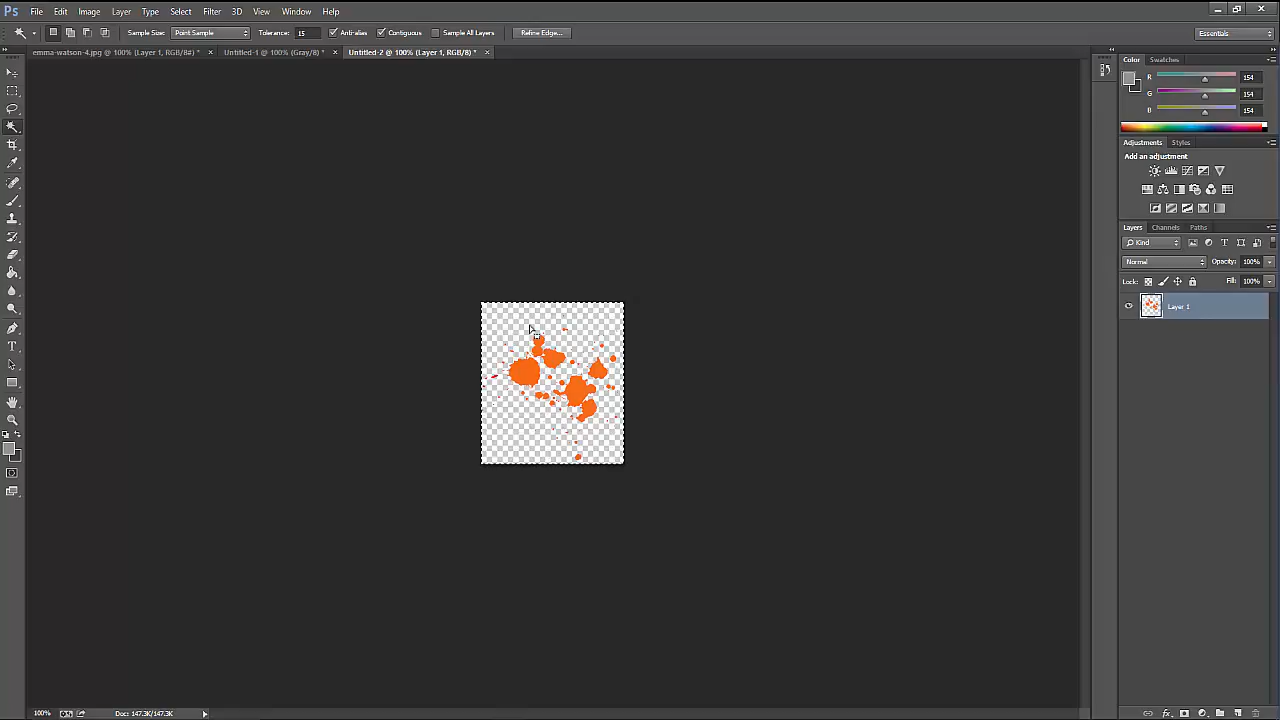 Ps File Edit Image Layer Type Select Filter 3D View Window Help
Sample Size: Point Sample Tolerance: 15 Anti-alias Contiguous Sample All Layers Refine Edge... Essentials
emma-watson-4.jpg @ 100% (Layer 1, RGB/8#) * × Untitled-1 @ 100% (Gray/8) * × Untitled-2 @ 100% (Layer 1, RGB/8) * ×
Color Swatches
R 154
G 154
B 154
Adjustments Styles
Add an adjustment
Layers Channels Paths
Kind
Normal Opacity: 100%
Lock: Fill: 100%
Layer 1
100% Doc: 147.3K/147.3K